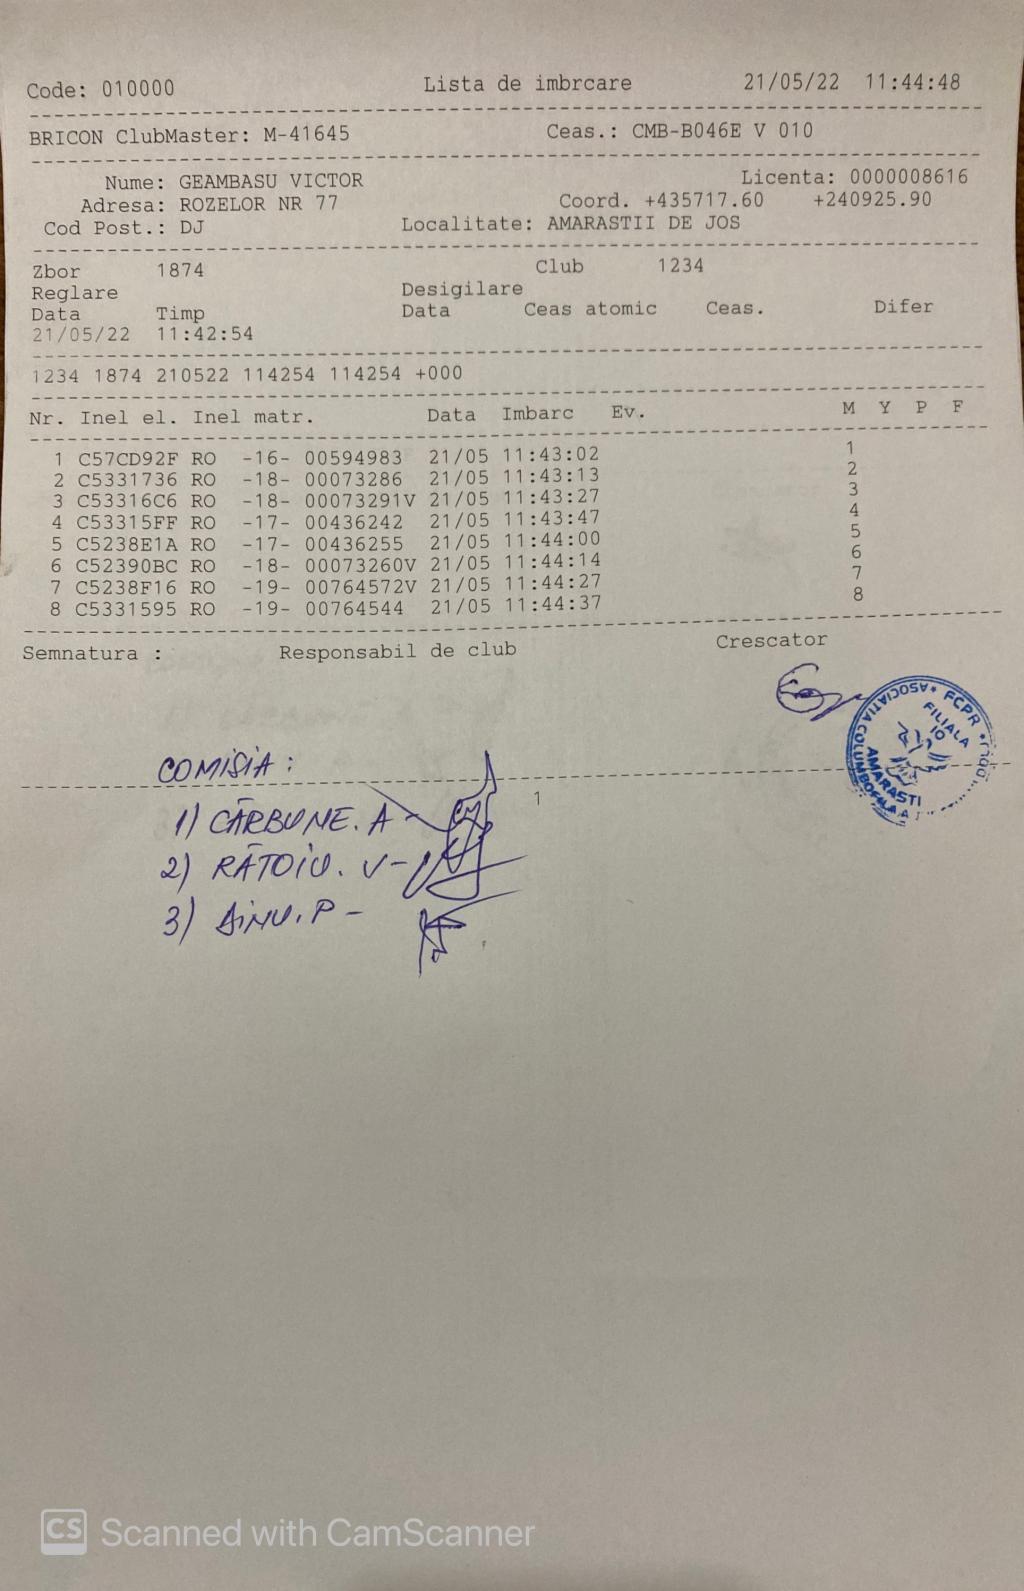 Code: 010000 Lista de imbrcare 21/05/22 11:44:48
BRICON ClubMaster: M-41645 Ceas.: CMB-B046E V 010
Nume: GEAMBASU VICTOR Licenta: 0000008616
Adresa: ROZELOR NR 77 Coord. +435717.60 +240925.90
Cod Post.: DJ Localitate: AMARASTII DE JOS
Zbor 1874 Club 1234
Reglare Desigilare
Data Timp Data Ceas atomic Ceas. Difer
21/05/22 11:42:54
1234 1874 210522 114254 114254 +000
Nr. Inel el. Inel matr. Data Imbarc Ev. M Y P F
1 C57CD92F RO -16- 00594983 21/05 11:43:02 1
2 C5331736 RO -18- 00073286 21/05 11:43:13 2
3 C53316C6 RO -18- 00073291V 21/05 11:43:27 3
4 C53315FF RO -17- 00436242 21/05 11:43:47 4
5 C5238E1A RO -17- 00436255 21/05 11:44:00 5
6 C52390BC RO -18- 00073260V 21/05 11:44:14 6
7 C5238F16 RO -19- 00764572V 21/05 11:44:27 7
8 C5331595 RO -19- 00764544 21/05 11:44:37 8
Semnatura : Responsabil de club Crescator
ASOCIATIA COLUMBOFILA * FCPR *
FILIALA
10
AMARASTI
COMISIA :
1
1) CĂRBUNE. A -
2) RĂTOIU. V -
3) DINU. P -
CS Scanned with CamScanner